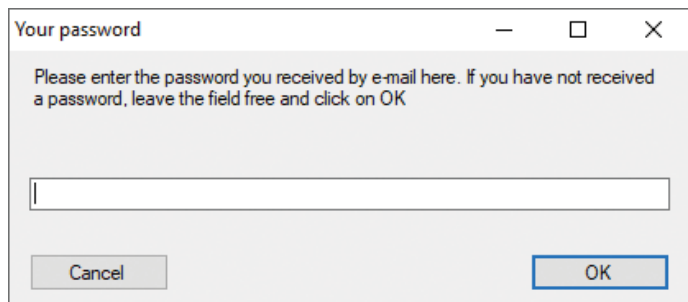 Your password
Please enter the password you received by e-mail here. If you have not received
a password, leave the field free and click on OK
Cancel
OK